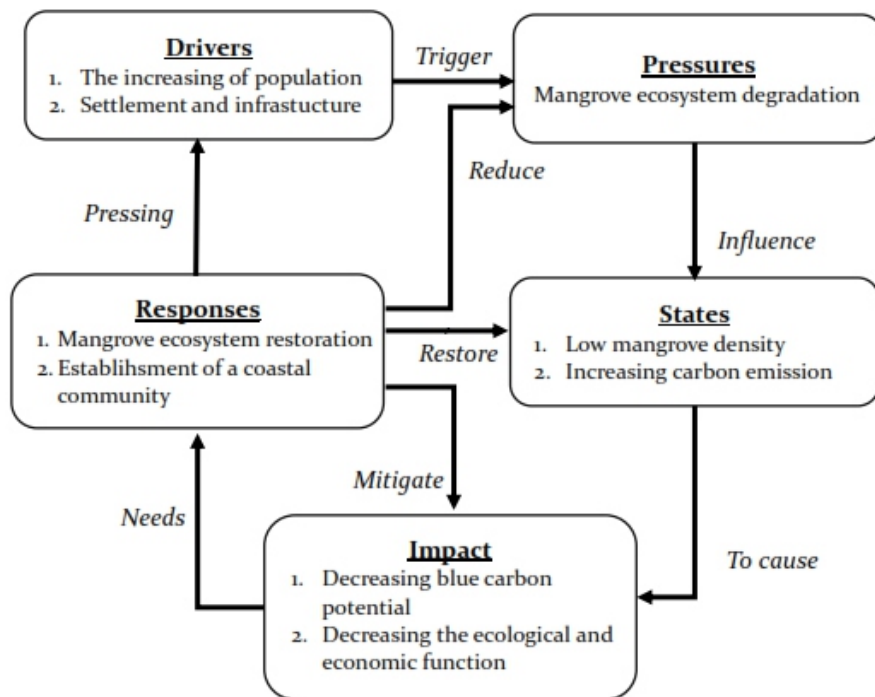 Drivers
1. The increasing of population
2. Settlement and infrastucture
Trigger
Pressures
Mangrove ecosystem degradation
Reduce
Pressing
Influence
Responses
1. Mangrove ecosystem restoration
2. Establihsment of a coastal
community
Restore
States
1. Low mangrove density
2. Increasing carbon emission
Mitigate
Needs
To cause
Impact
1. Decreasing blue carbon
potential
2. Decreasing the ecological and
economic function